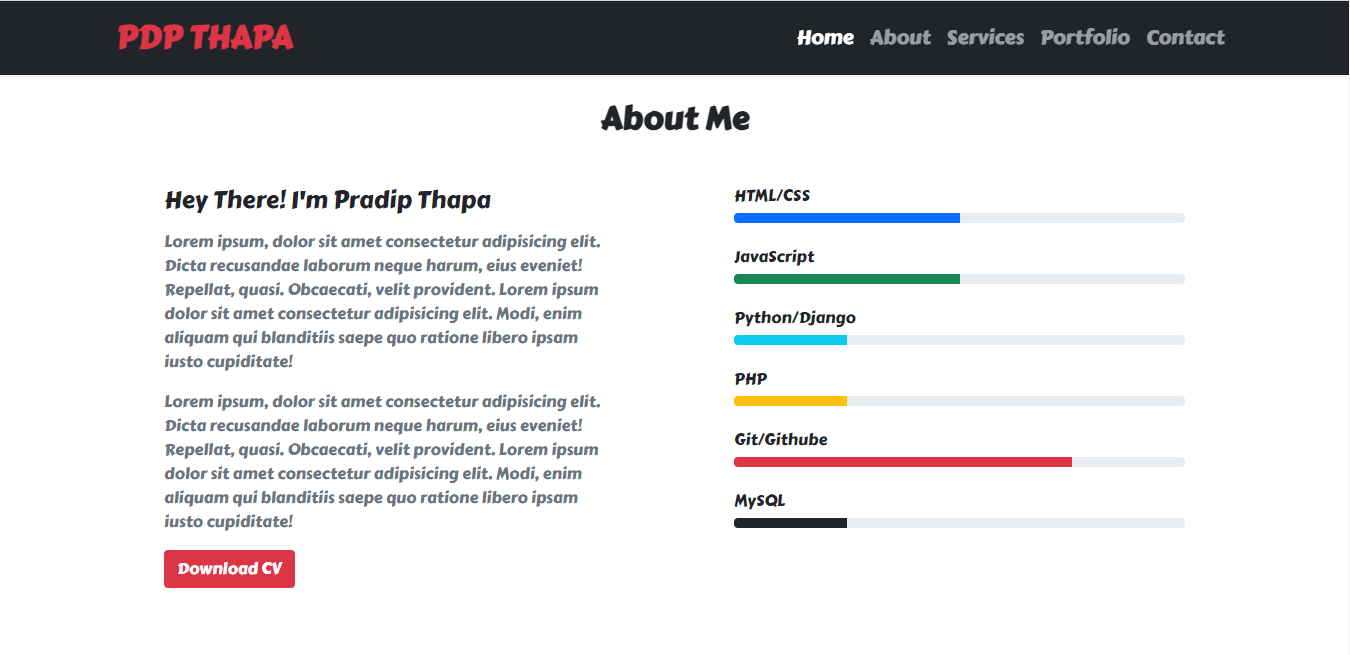 PDP THAPA
Home About Services Portfolio Contact
About Me
Hey There! I'm Pradip Thapa
Lorem ipsum, dolor sit amet consectetur adipisicing elit.
Dicta recusandae laborum neque harum, eius eveniet!
Repellat, quasi. Obcaecati, velit provident. Lorem ipsum
dolor sit amet consectetur adipisicing elit. Modi, enim
aliquam qui blanditiis saepe quo ratione libero ipsam
iusto cupiditate!
Lorem ipsum, dolor sit amet consectetur adipisicing elit.
Dicta recusandae laborum neque harum, eius eveniet!
Repellat, quasi. Obcaecati, velit provident. Lorem ipsum
dolor sit amet consectetur adipisicing elit. Modi, enim
aliquam qui blanditiis saepe quo ratione libero ipsam
iusto cupiditate!
Download CV
HTML/CSS
JavaScript
Python/Django
PHP
Git/Githube
MySQL